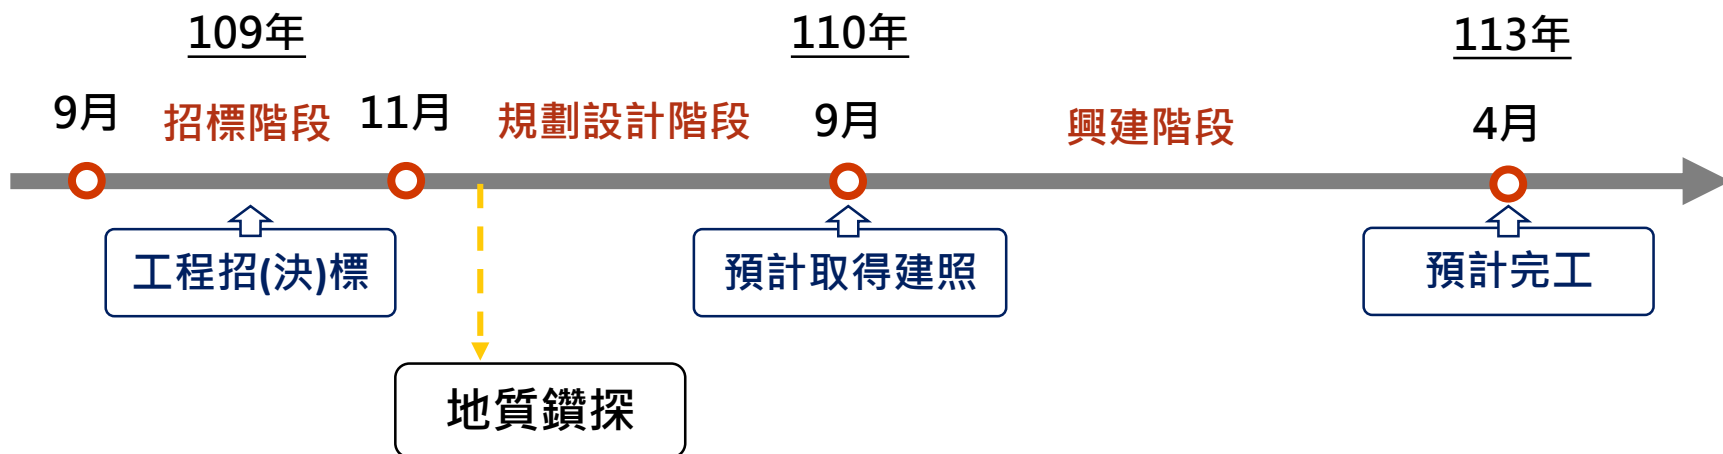 109年
110年
113年
9月
招標階段
11月
規劃設計階段
9月
興建階段
4月
工程招(決)標
預計取得建照
預計完工
地質鑽探